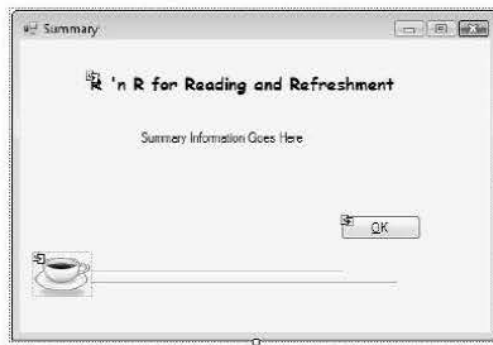 Summary
R 'n R for Reading and Refreshment
Summary Information Goes Here
OK